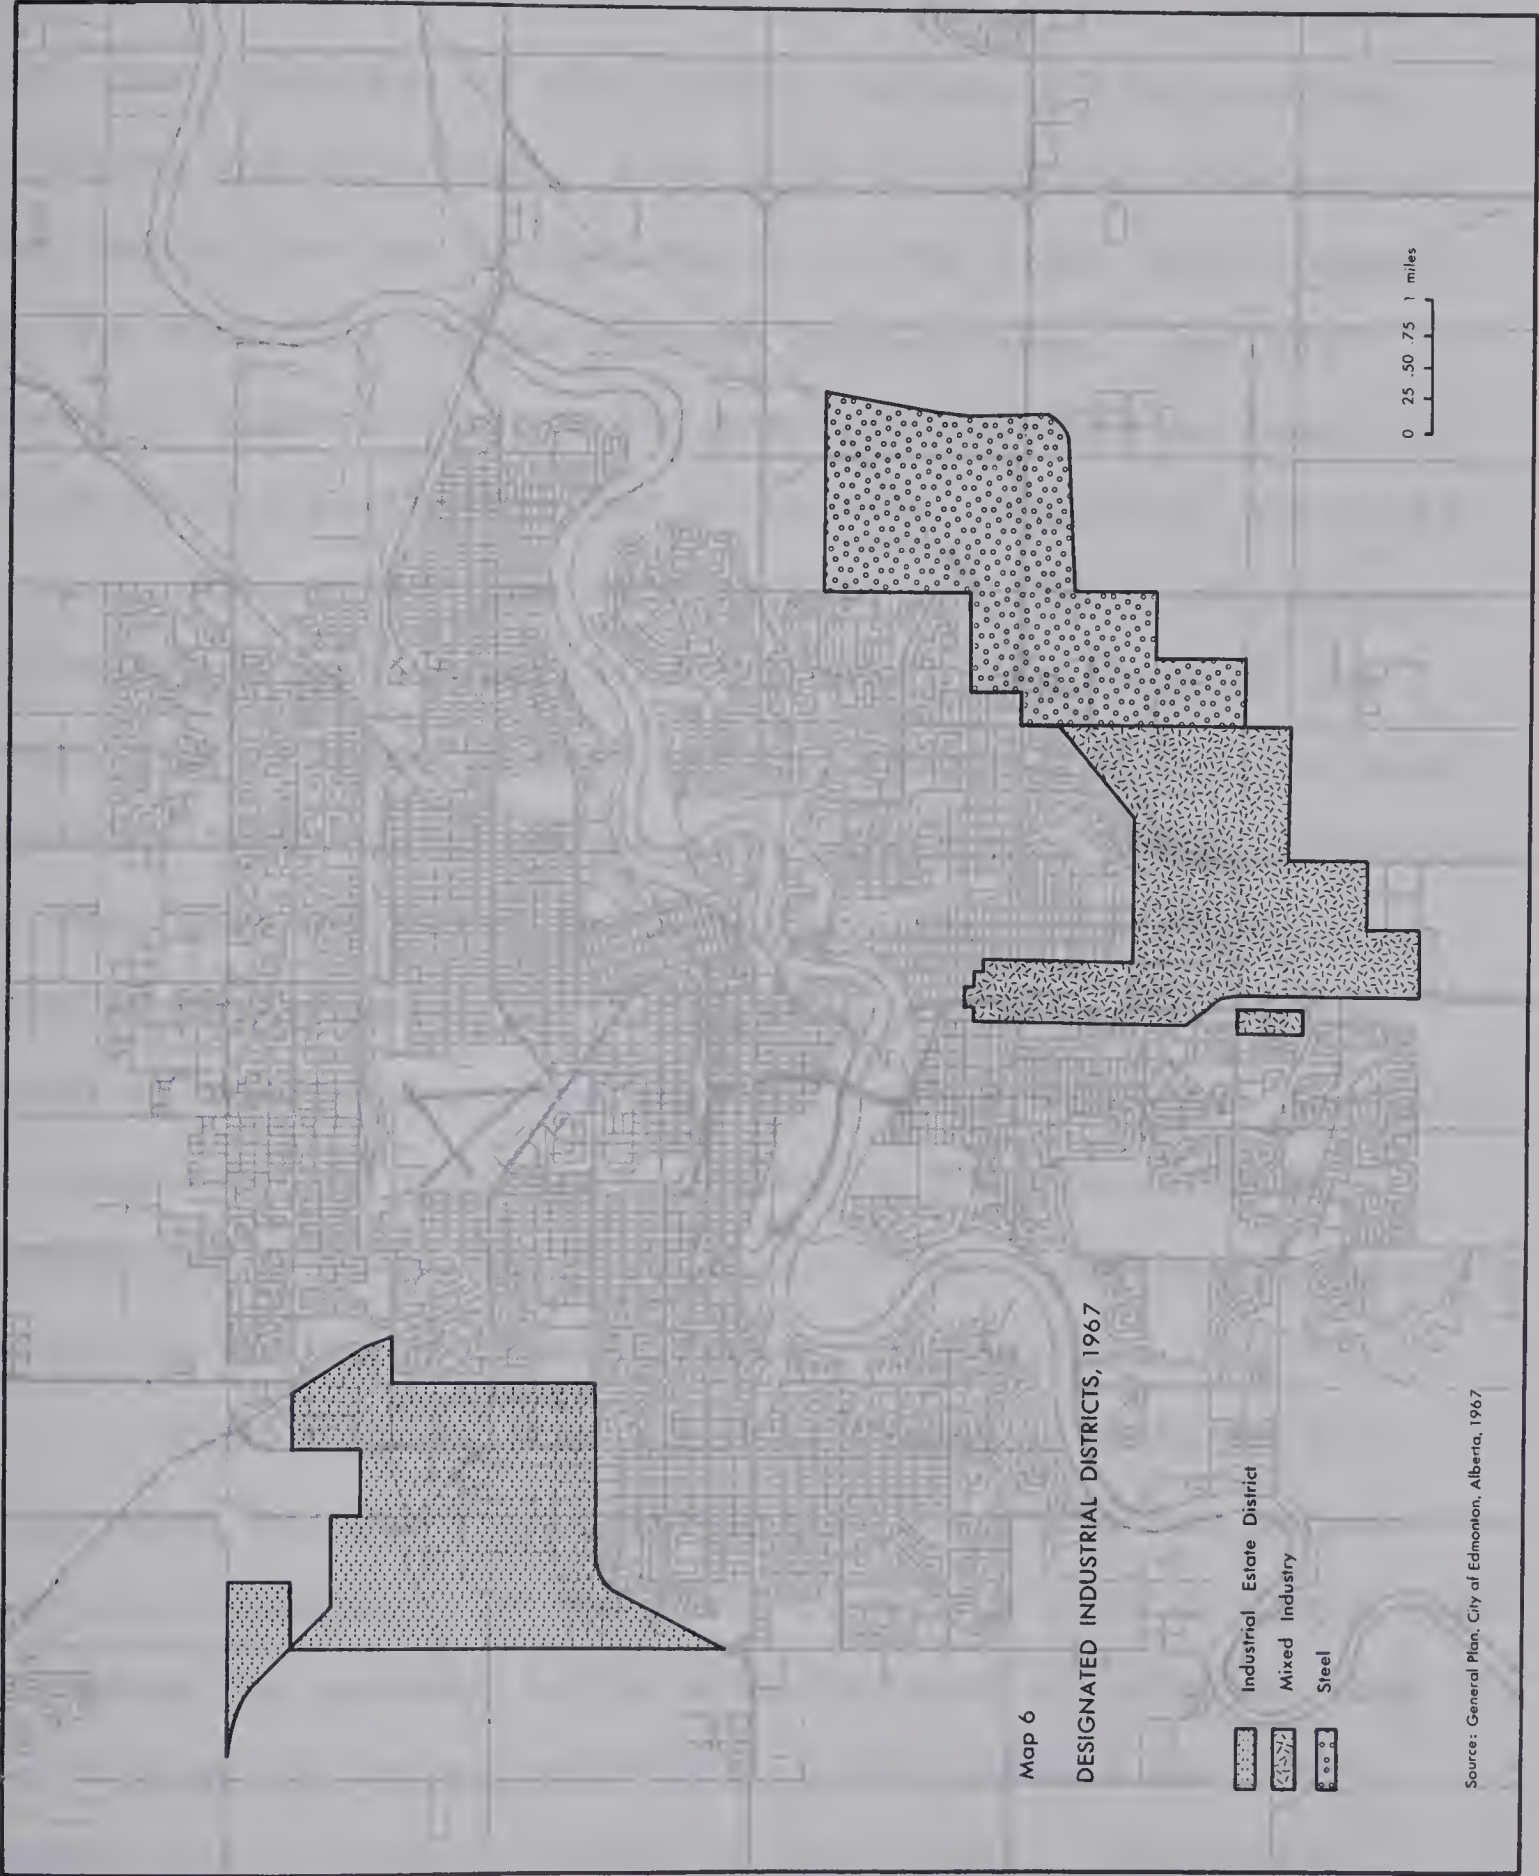 Map 6
DESIGNATED INDUSTRIAL DISTRICTS, 1967
Industrial Estate District
Mixed Industry
Steel
0 25 .50 .75 1 miles
Source: General Plan, City of Edmonton, Alberta, 1967